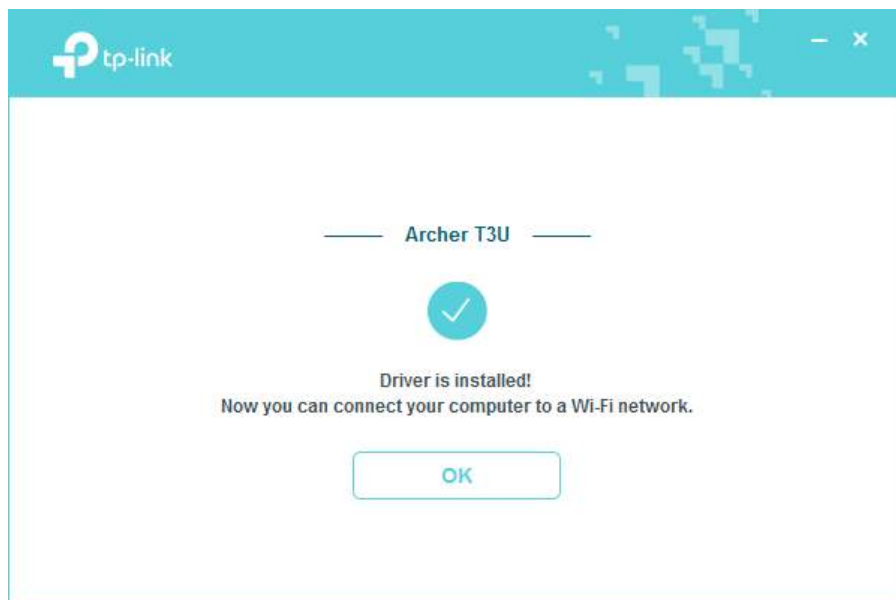 tp-link
Archer T3U
Driver is installed!
Now you can connect your computer to a Wi-Fi network.
OK